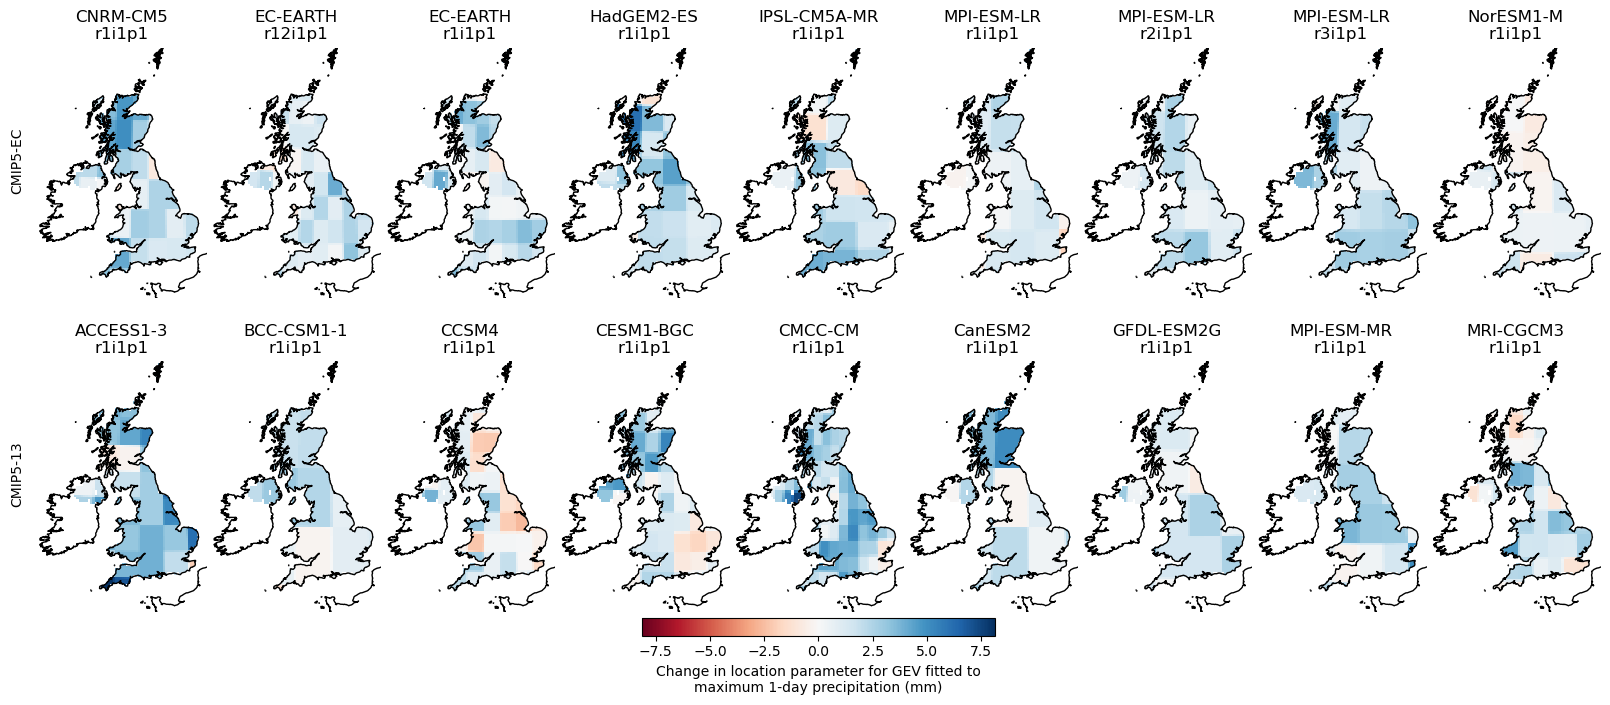 CNRM-CM5
r1i1p1
EC-EARTH
r12i1p1
EC-EARTH
r1i1p1
HadGEM2-ES
r1i1p1
IPSL-CM5A-MR
r1i1p1
MPI-ESM-LR
r1i1p1
MPI-ESM-LR
r2i1p1
MPI-ESM-LR
r3i1p1
NorESM1-M
r1i1p1
CMIP5-EC
ACCESS1-3
r1i1p1
BCC-CSM1-1
r1i1p1
CCSM4
r1i1p1
CESM1-BGC
r1i1p1
CMCC-CM
r1i1p1
CanESM2
r1i1p1
GFDL-ESM2G
r1i1p1
MPI-ESM-MR
r1i1p1
MRI-CGCM3
r1i1p1
CMIP5-13
−7.5 −5.0 −2.5 0.0 2.5 5.0 7.5
Change in location parameter for GEV fitted to
maximum 1-day precipitation (mm)